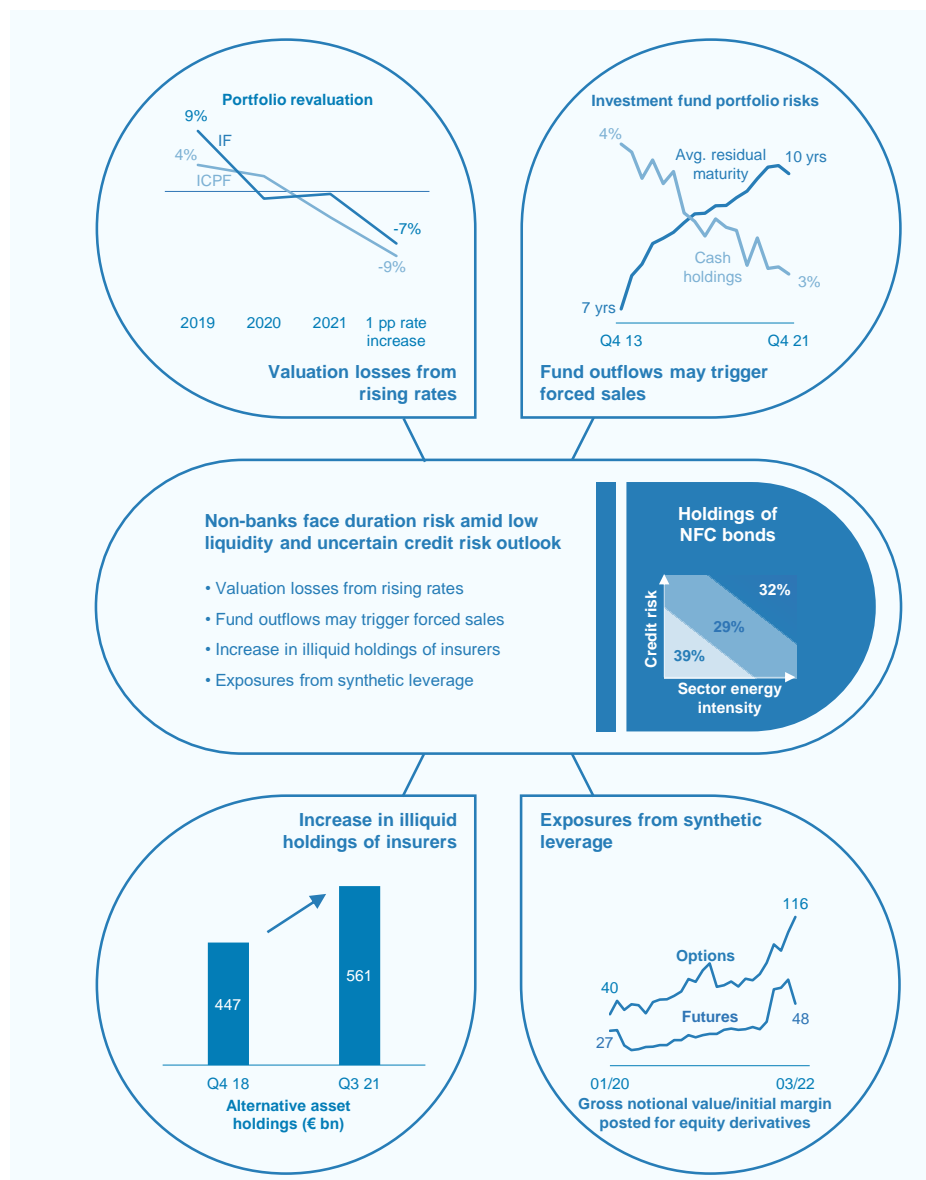 Portfolio revaluation
9%
IF
4%
ICPF
-7%
-9%
2019 2020 2021 1 pp rate
increase
Valuation losses from
rising rates
Investment fund portfolio risks
4%
Avg. residual
maturity
10 yrs
Cash
holdings
3%
7 yrs
Q4 13 Q4 21
Fund outflows may trigger
forced sales
Non-banks face duration risk amid low
liquidity and uncertain credit risk outlook
• Valuation losses from rising rates
• Fund outflows may trigger forced sales
• Increase in illiquid holdings of insurers
• Exposures from synthetic leverage
Holdings of
NFC bonds
Credit risk
32%
29%
39%
Sector energy
intensity
Increase in illiquid
holdings of insurers
447
561
Q4 18 Q3 21
Alternative asset
holdings (€ bn)
Exposures from synthetic
leverage
116
Options
40
Futures
48
27
01/20 03/22
Gross notional value/initial margin
posted for equity derivatives